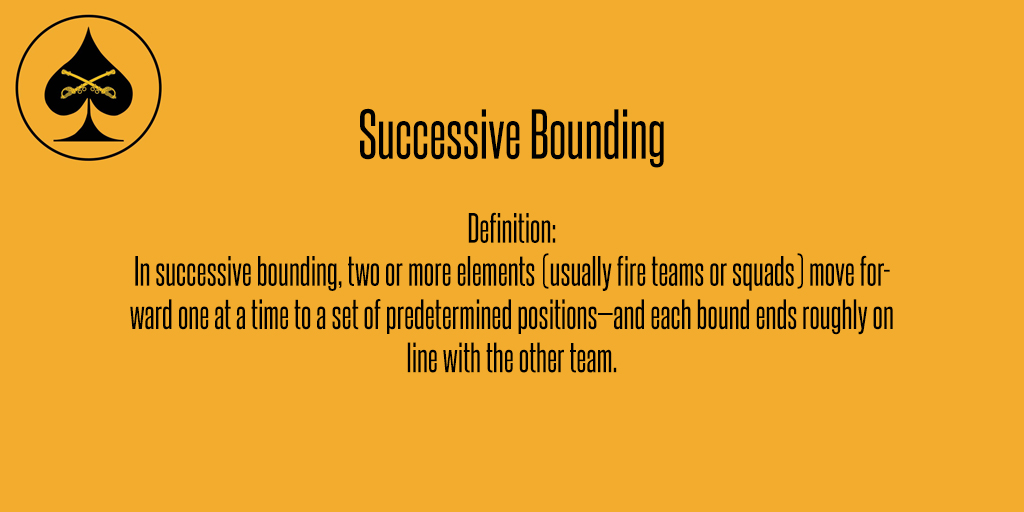 Successive Bounding
Definition:
In successive bounding, two or more elements (usually fire teams or squads) move for-
ward one at a time to a set of predetermined positions—and each bound ends roughly on
line with the other team.